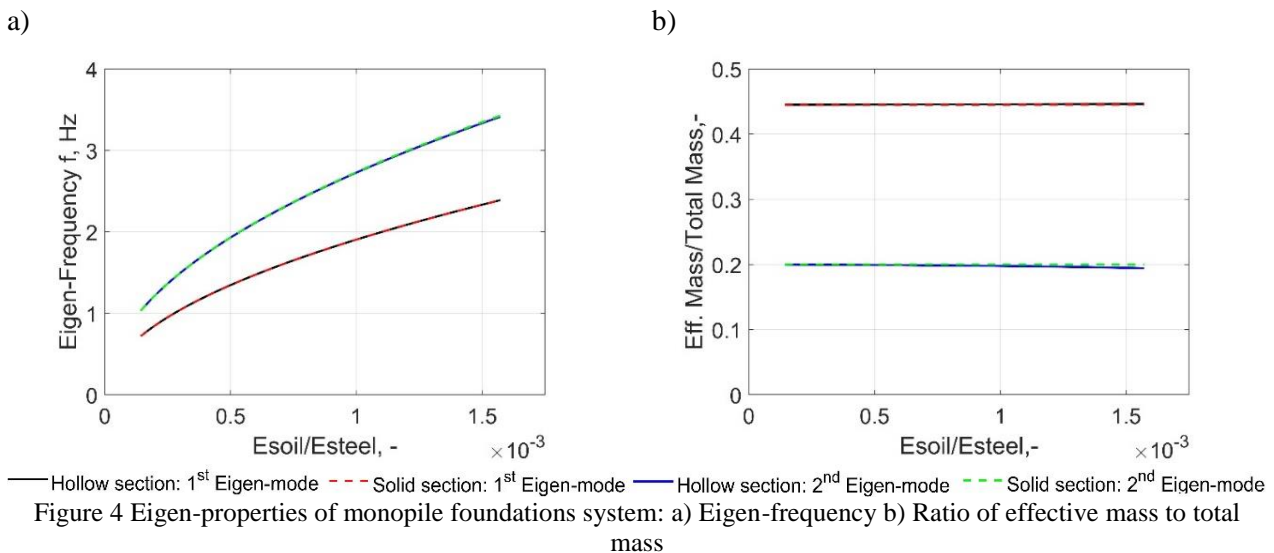 a)
b)
4
3
2
1
0
Eigen-Frequency f, Hz
0 0.5 1 1.5
×10-3
Esoil/Esteel, -
0.5
0.4
0.3
0.2
0.1
0
Eff. Mass/Total Mass,-
0 0.5 1 1.5
×10-3
Esoil/Esteel,-
Hollow section: 1st Eigen-mode Solid section: 1st Eigen-mode Hollow section: 2nd Eigen-mode Solid section: 2nd Eigen-mode
Figure 4 Eigen-properties of monopile foundations system: a) Eigen-frequency b) Ratio of effective mass to total
mass